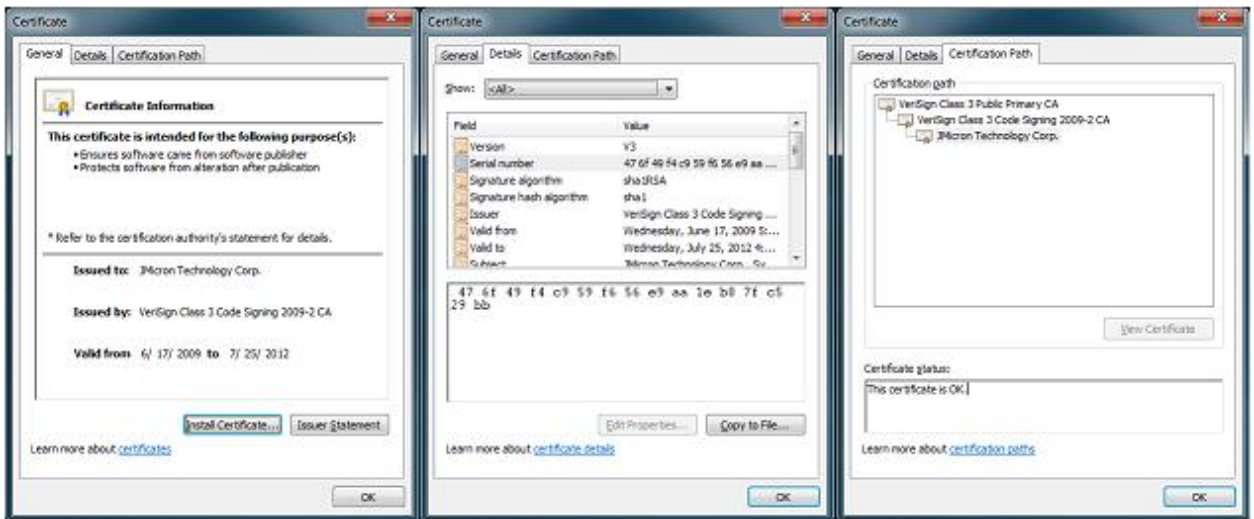 Certificate
General Details Certification Path
Certificate Information
This certificate is intended for the following purpose(s):
• Ensures software came from software publisher
• Protects software from alteration after publication
* Refer to the certification authority's statement for details.
Issued to: JMicron Technology Corp.
Issued by: VeriSign Class 3 Code Signing 2009-2 CA
Valid from 6/ 17/ 2009 to 7/ 25/ 2012
Install Certificate... Issuer Statement
Learn more about certificates
OK
Certificate
General Details Certification Path
Show: <All>
Field Value
Version V3
Serial number 47 6f 49 f4 c9 59 f6 56 e9 aa ....
Signature algorithm sha1RSA
Signature hash algorithm sha1
Issuer VeriSign Class 3 Code Signing ....
Valid from Wednesday, June 17, 2009 5:...
Valid to Wednesday, July 25, 2012 4:...
Subject JMicron Technology Corp., Sy...
47 6f 49 f4 c9 59 f6 56 e9 aa 1e b8 7f c5
29 bb
Edit Properties... Copy to File...
Learn more about certificate details
OK
Certificate
General Details Certification Path
Certification path
VeriSign Class 3 Public Primary CA
VeriSign Class 3 Code Signing 2009-2 CA
JMicron Technology Corp.
View Certificate
Certificate status:
This certificate is OK.
Learn more about certification paths
OK